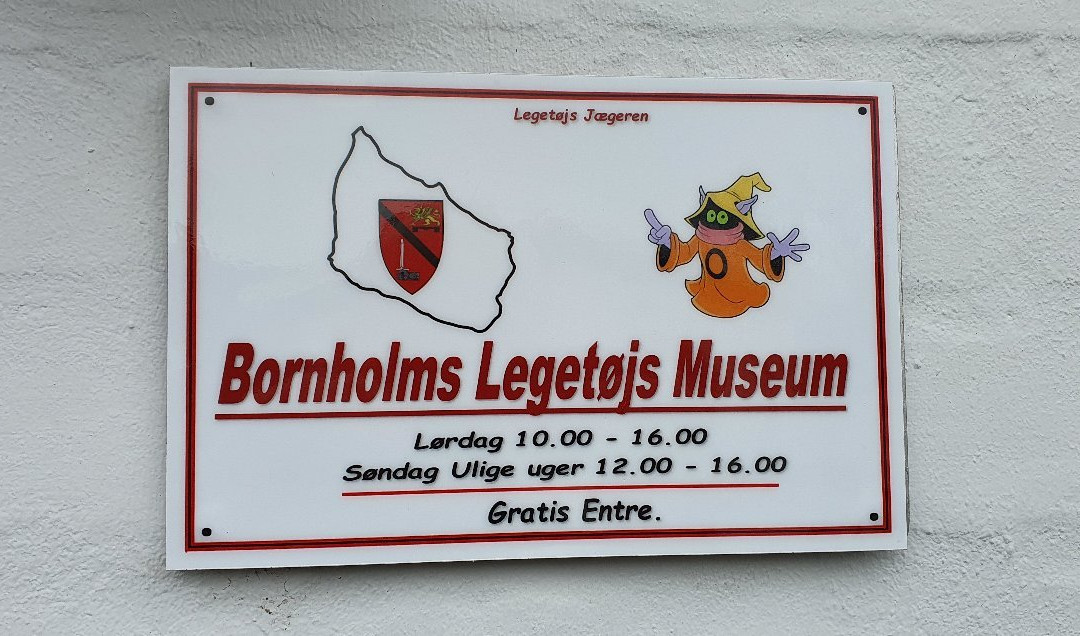 Legetøjs Jægeren
O
Bornholms Legetøjs Museum
Lørdag 10.00 - 16.00
Søndag Ulige uger 12.00 - 16.00
Gratis Entre.